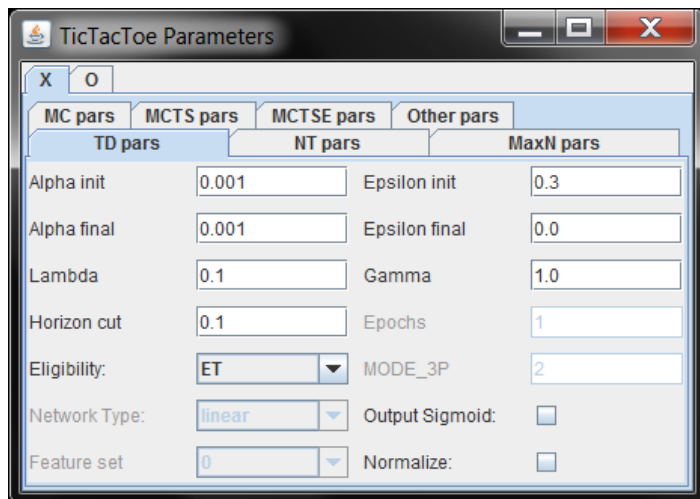 TicTacToe Parameters
X O
MC pars MCTS pars MCTSE pars Other pars
TD pars NT pars MaxN pars
Alpha init 0.001 Epsilon init 0.3
Alpha final 0.001 Epsilon final 0.0
Lambda 0.1 Gamma 1.0
Horizon cut 0.1 Epochs 1
Eligibility: ET MODE_3P 2
Network Type: linear Output Sigmoid:
Feature set 0 Normalize: